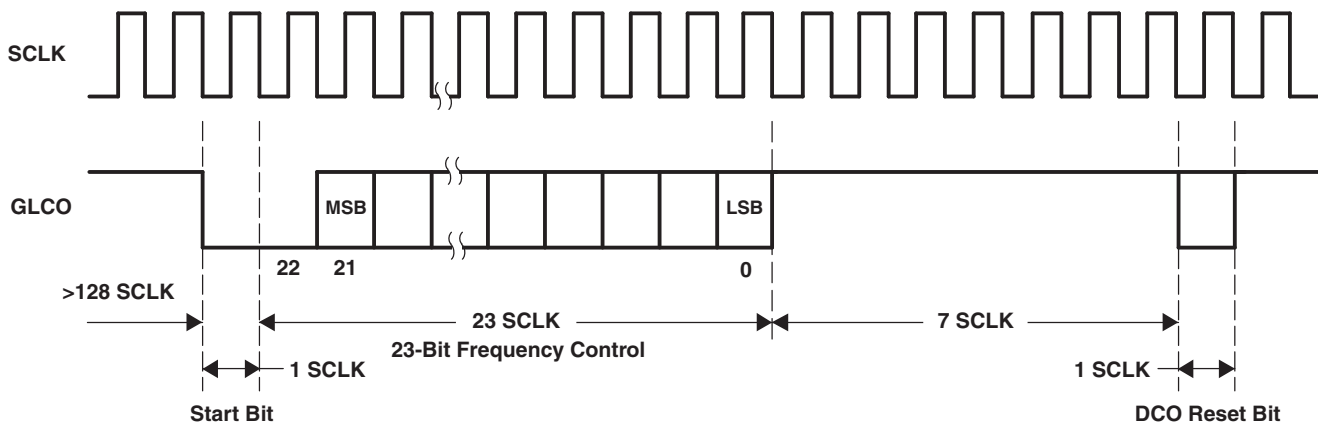 SCLK
GLCO
MSB
LSB
22
21
0
>128 SCLK
23 SCLK
7 SCLK
23-Bit Frequency Control
1 SCLK
1 SCLK
Start Bit
DCO Reset Bit